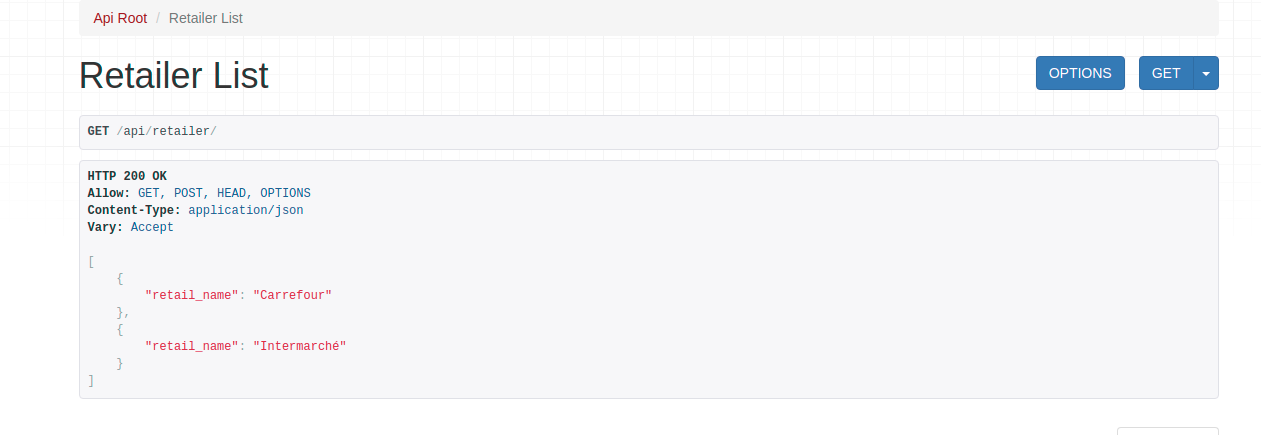 Api Root / Retailer List
Retailer List
OPTIONS
GET
GET /api/retailer/
HTTP 200 OK
Allow: GET, POST, HEAD, OPTIONS
Content-Type: application/json
Vary: Accept
[
    {
        "retail_name": "Carrefour"
    },
    {
        "retail_name": "Intermarché"
    }
]